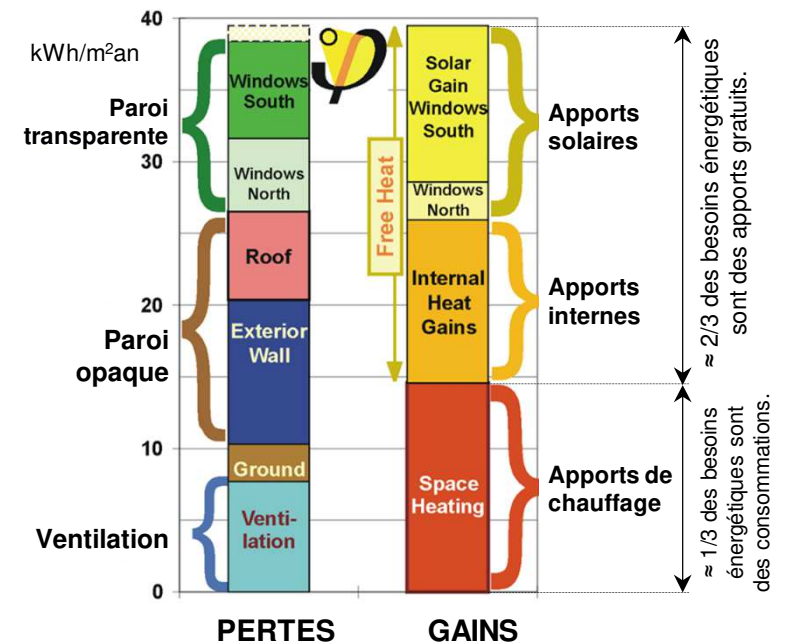 kWh/m²an
40
30
20
10
0
Paroi
transparente
Paroi
opaque
Ventilation
Windows
South
Windows
North
Roof
Exterior
Wall
Ground
Venti-
lation
PERTES
Free Heat
Solar
Gain
Windows
South
Windows
North
Internal
Heat
Gains
Space
Heating
GAINS
Apports
solaires
Apports
internes
Apports de
chauffage
≈ 2/3 des besoins énergétiques
sont des apports gratuits.
≈ 1/3 des besoins
énergétiques sont
des consommations.